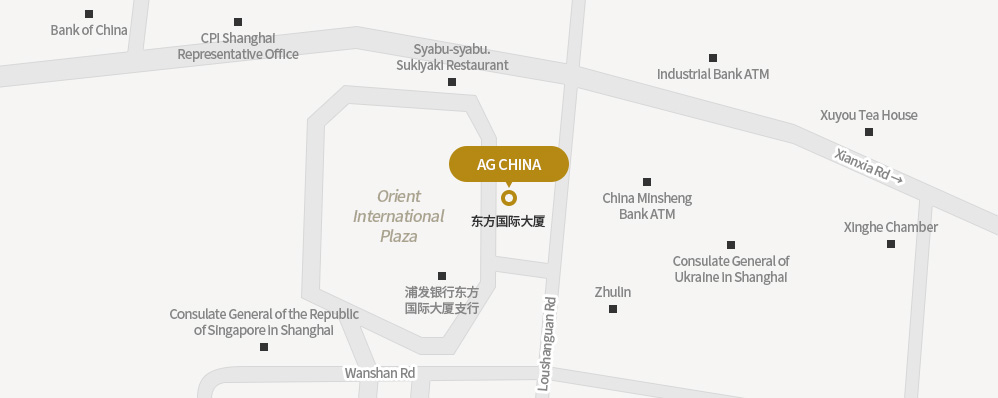 Bank of China
CPI Shanghai
Representative Office
Syabu-syabu.
Sukiyaki Restaurant
Industrial Bank ATM
Xuyou Tea House
Xianxia Rd →
AG CHINA
东方国际大厦
Orient
International
Plaza
China Minsheng
Bank ATM
Xinghe Chamber
Consulate General of
Ukraine in Shanghai
浦发银行东方
国际大厦支行
Zhulin
Consulate General of the Republic
of Singapore in Shanghai
Loushanguan Rd
Wanshan Rd